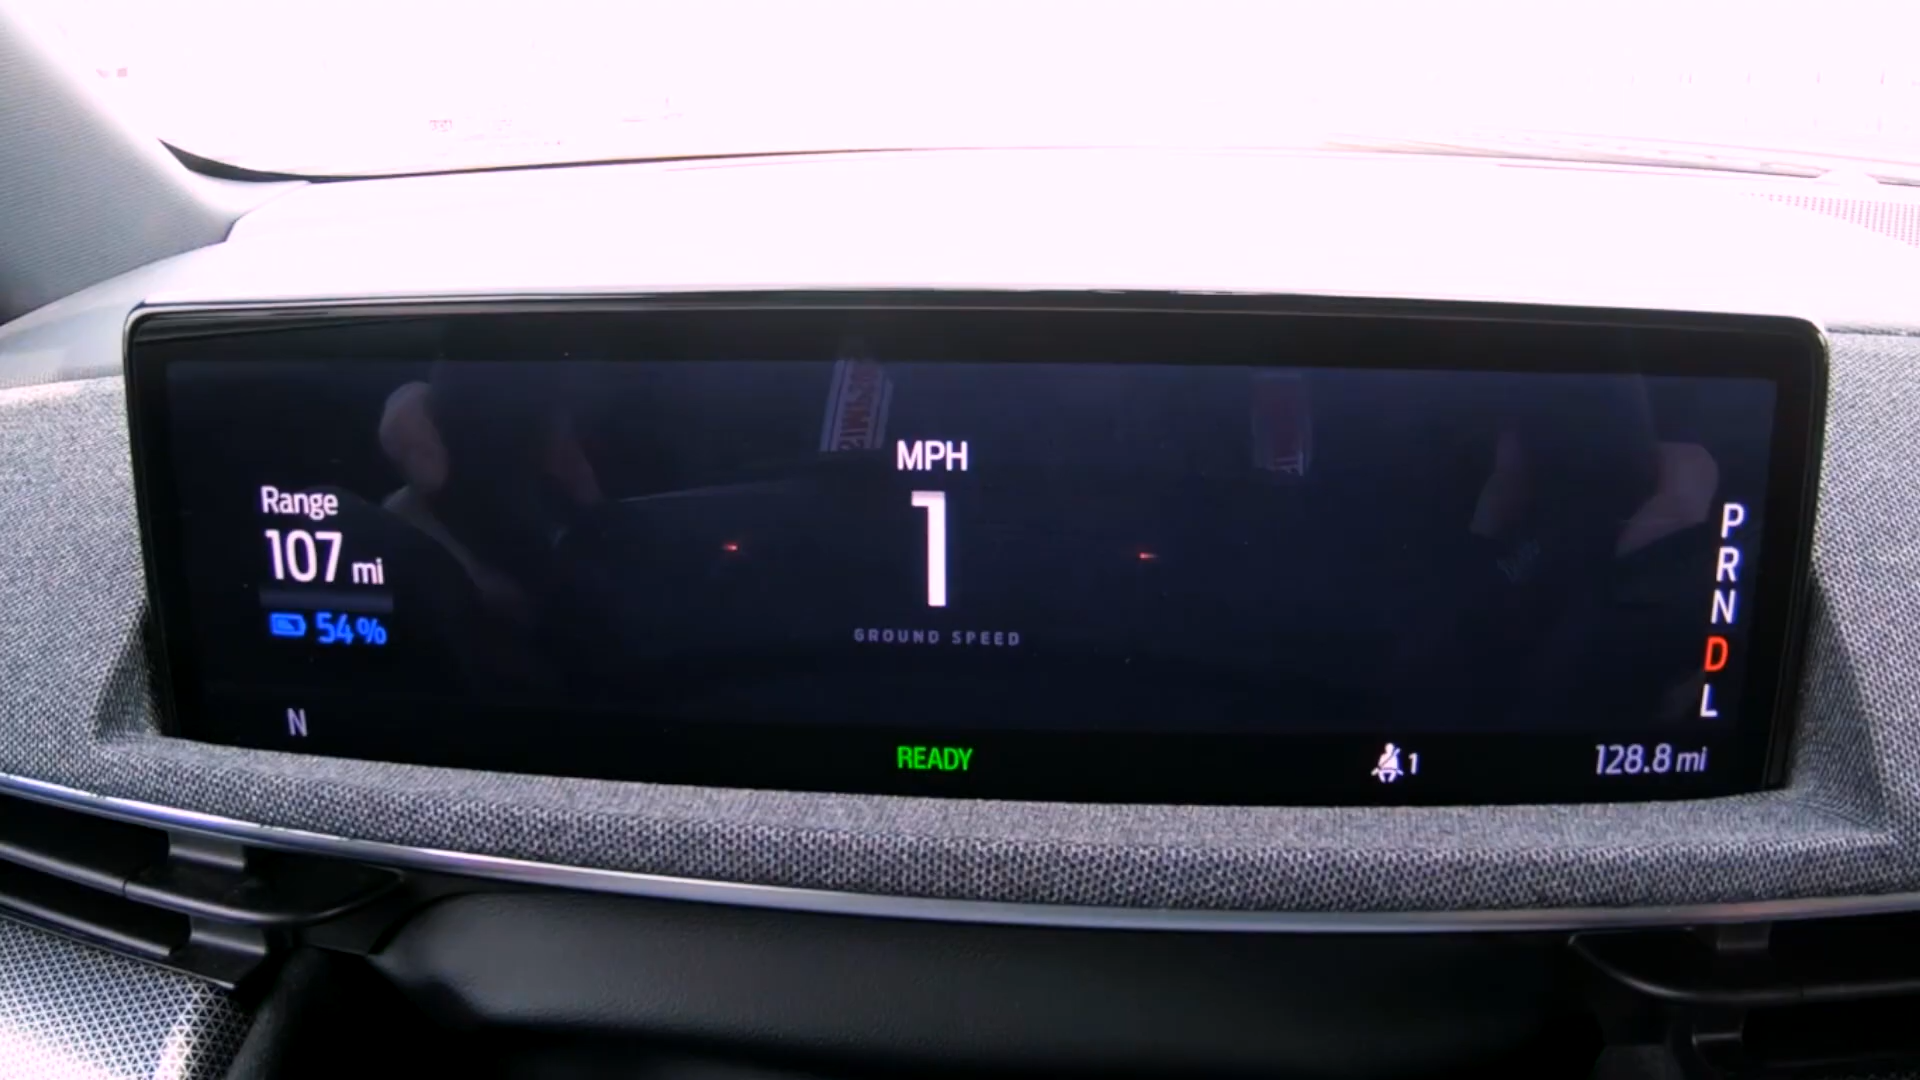 MPH
1
GROUND SPEED
Range
107 mi
54%
N
READY
1
P
R
N
D
L
128.8 mi